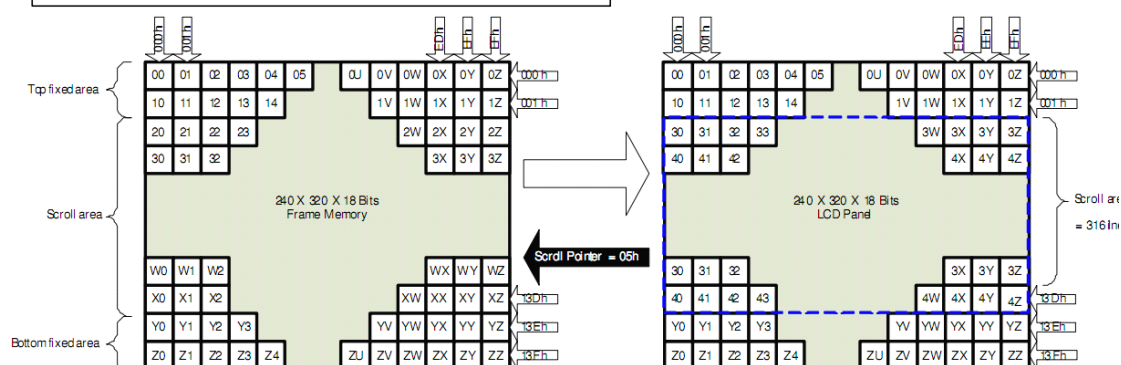 000h 001h EDh EEh EFh 000h 001h EDh EEh EFh
00 01 02 03 04 05 0U 0V 0W 0X 0Y 0Z 000h 00 01 02 03 04 05 0U 0V 0W 0X 0Y 0Z 000h
Top fixed area
10 11 12 13 14 1V 1W 1X 1Y 1Z 001h 10 11 12 13 14 1V 1W 1X 1Y 1Z 001h
20 21 22 23 2W 2X 2Y 2Z 30 31 32 33 3W 3X 3Y 3Z
30 31 32 3X 3Y 3Z 40 41 42 4X 4Y 4Z
Scroll area
240 X 320 X 18 Bits
Frame Memory
240 X 320 X 18 Bits
LCD Panel
Scroll are
= 316 lin
Scroll Pointer = 05h
W0 W1 W2 WX WY WZ 30 31 32 3X 3Y 3Z
X0 X1 X2 XW XX XY XZ 13Dh 40 41 42 43 4W 4X 4Y 4Z 13Dh
Y0 Y1 Y2 Y3 YV YW YX YY YZ 13Eh Y0 Y1 Y2 Y3 YV YW YX YY YZ 13Eh
Bottom fixed area
Z0 Z1 Z2 Z3 Z4 ZU ZV ZW ZX ZY ZZ 13Fh Z0 Z1 Z2 Z3 Z4 ZU ZV ZW ZX ZY ZZ 13Fh